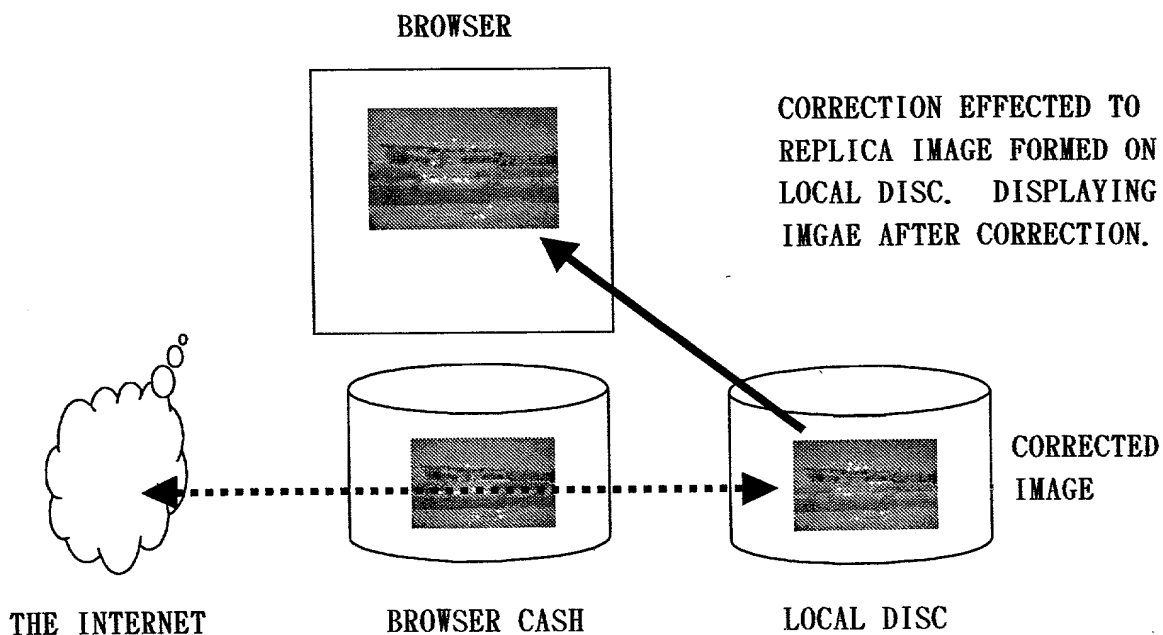 BROWSER
CORRECTION EFFECTED TO
REPLICA IMAGE FORMED ON
LOCAL DISC. DISPLAYING
IMGAE AFTER CORRECTION.
CORRECTED
IMAGE
THE INTERNET
BROWSER CASH
LOCAL DISC